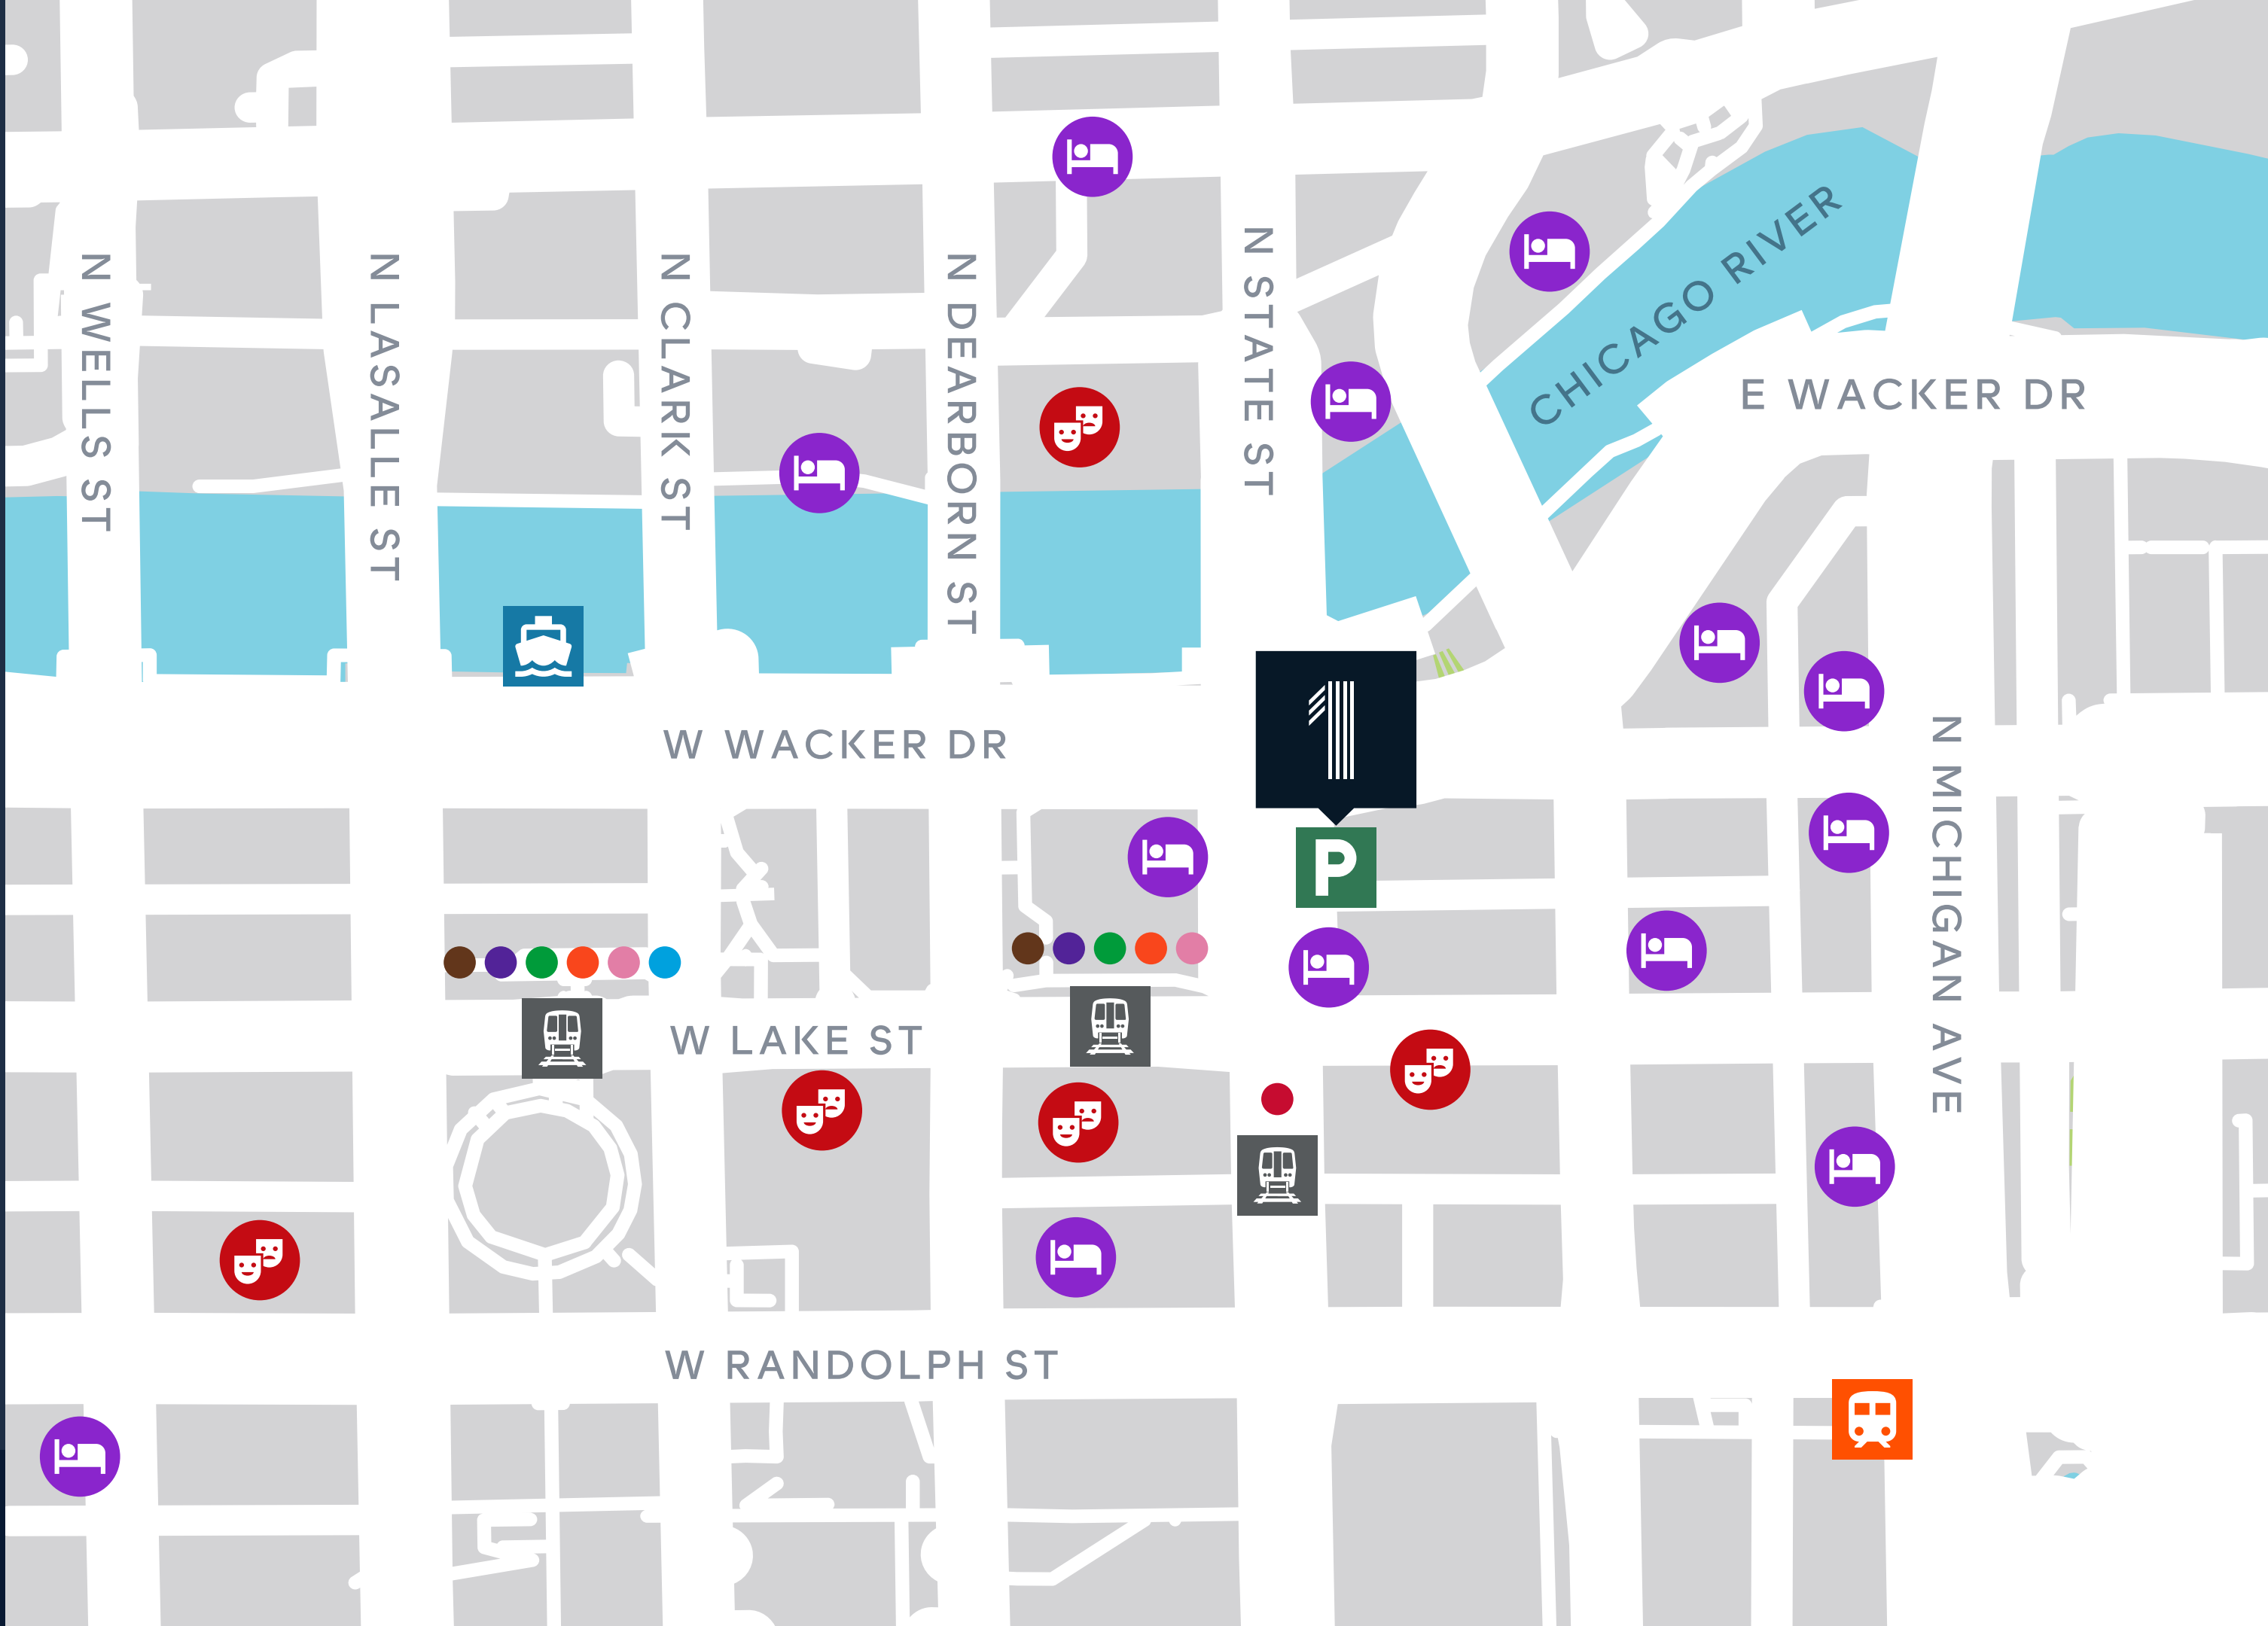 N WELLS ST
N LASALLE ST
N CLARK ST
N DEARBORN ST
N STATE ST
CHICAGO RIVER
E WACKER DR
W WACKER DR
1
P
N MICHIGAN AVE
W LAKE ST
W RANDOLPH ST